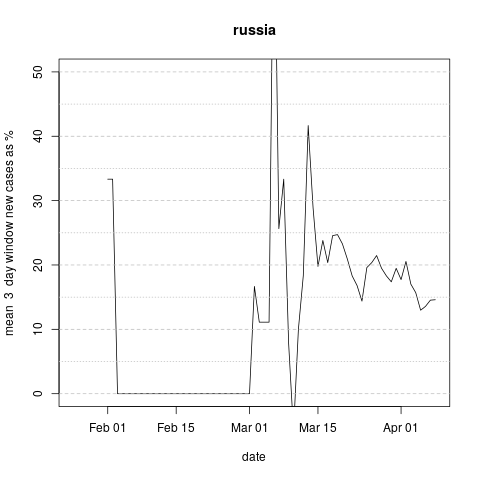 russia
mean  3  day window new cases as %
50
40
30
20
10
0
Feb 01
Feb 15
Mar 01
Mar 15
Apr 01
date